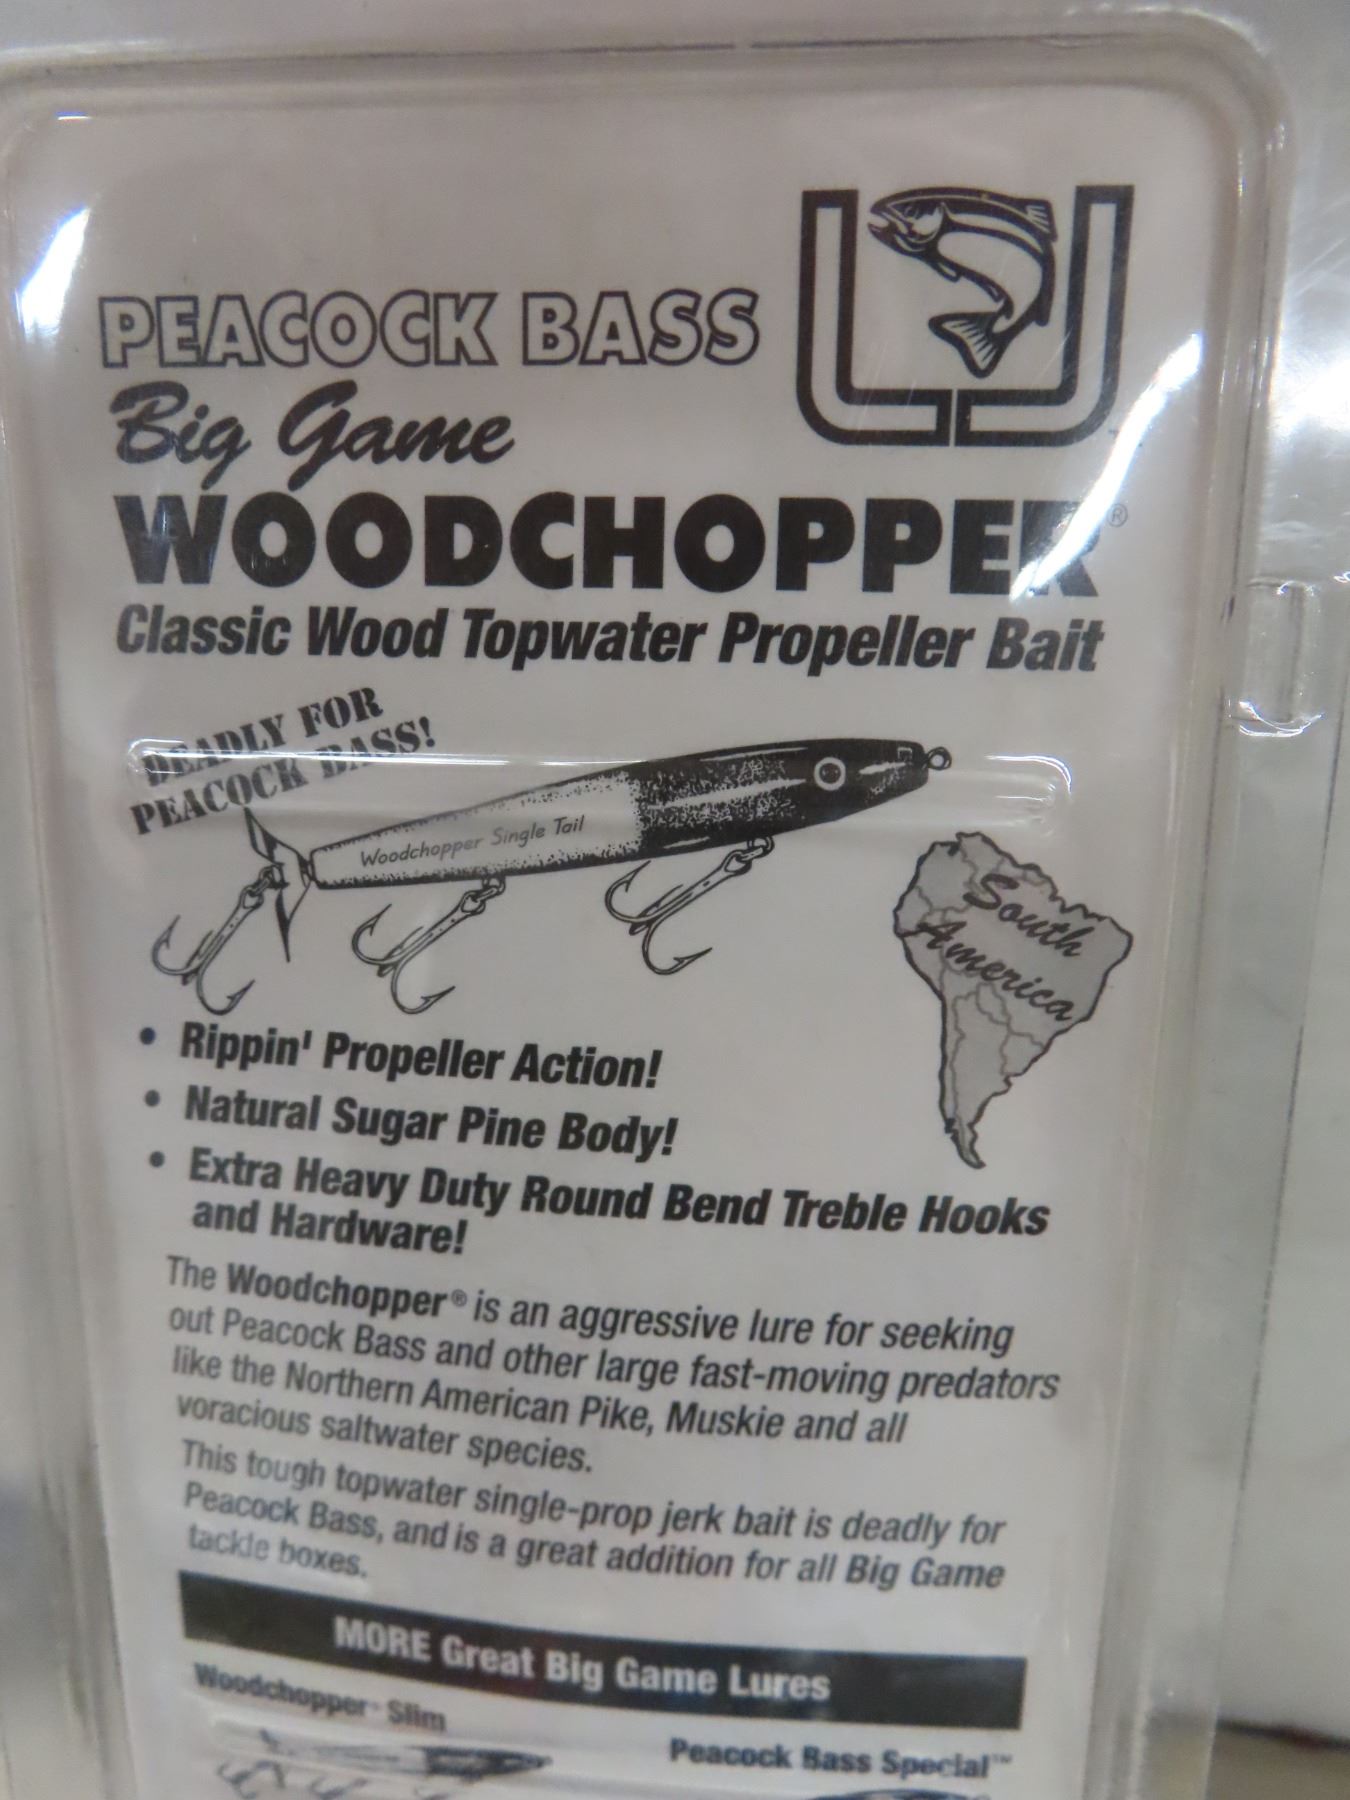 PEACOCK BASS
Big Game
WOODCHOPPER®
Classic Wood Topwater Propeller Bait
DEADLY FOR
PEACOCK BASS!
Woodchopper Single Tail
South
America
• Rippin' Propeller Action!
• Natural Sugar Pine Body!
• Extra Heavy Duty Round Bend Treble Hooks
and Hardware!
The Woodchopper® is an aggressive lure for seeking
out Peacock Bass and other large fast-moving predators
like the Northern American Pike, Muskie and all
voracious saltwater species.
This tough topwater single-prop jerk bait is deadly for
Peacock Bass, and is a great addition for all Big Game
tackle boxes.
MORE Great Big Game Lures
Woodchopper® Slim
Peacock Bass Special™